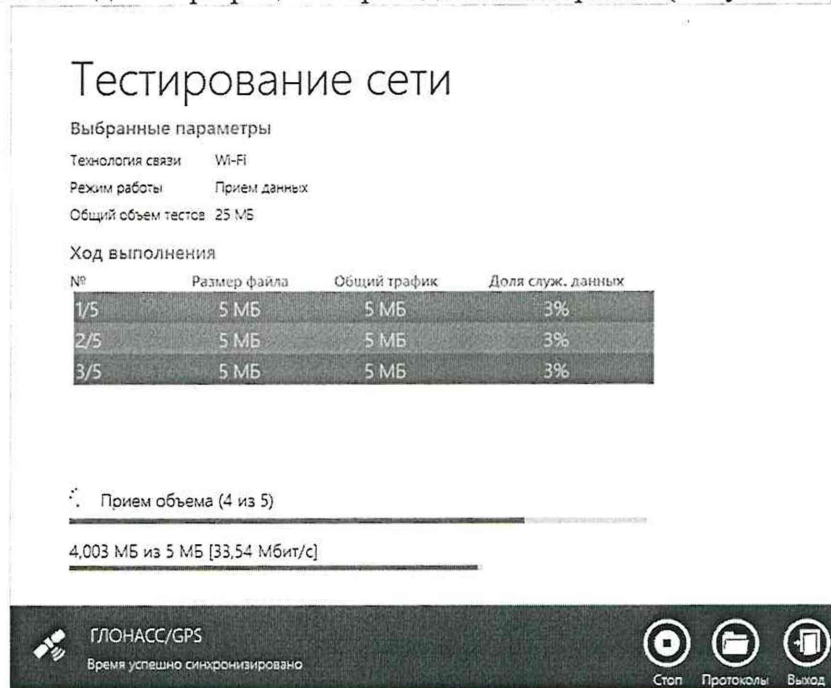 Тестирование сети
Выбранные параметры
Технология связи Wi-Fi
Режим работы Прием данных
Общий объем тестов 25 МБ
Ход выполнения
№ Размер файла Общий трафик Доля служ. данных
1/5 5 МБ 5 МБ 3%
2/5 5 МБ 5 МБ 3%
3/5 5 МБ 5 МБ 3%
Прием объема (4 из 5)
4,003 МБ из 5 МБ [33,54 Мбит/с]
ГЛОНАСС/GPS
Время успешно синхронизировано
Стоп Протоколы Выход